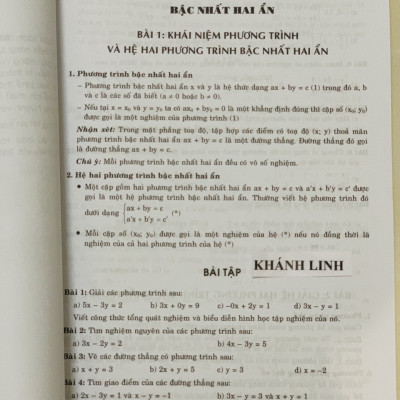 BẬC NHẤT HAI ẨN
BÀI 1: KHÁI NIỆM PHƯƠNG TRÌNH
VÀ HỆ HAI PHƯƠNG TRÌNH BẬC NHẤT HAI ẨN
1. Phương trình bậc nhất hai ẩn
– Phương trình bậc nhất hai ẩn x và y là hệ thức dạng ax + by = c (1) trong đó a, b
và c là các số đã biết (a ≠ 0 hoặc b ≠ 0).
– Nếu tại x = x₀ và y = y₀ ta có ax₀ + by₀ = 0 là một khẳng định đúng thì cặp số (x₀; y₀)
được gọi là một nghiệm của phương trình (1)
Nhận xét: Trong mặt phẳng toạ độ, tập hợp các điểm có toạ độ (x; y) thoả mãn
phương trình bậc nhất hai ẩn ax + by = c là một đường thẳng. Đường thẳng đó gọi
là đường thẳng ax + by = c.
Chú ý: Mỗi phương trình bậc nhất hai ẩn đều có vô số nghiệm.
2. Hệ hai phương trình bậc nhất hai ẩn
• Một cặp gồm hai phương trình bậc nhất hai ẩn ax + by = c và a'x + b'y = c' được
gọi là một hệ phương trình bậc nhất hai ẩn. Thường viết hệ phương trình đó
dưới dạng { ax + by = c
a'x + b'y = c' (*)
• Mỗi cặp số (x₀; y₀) được gọi là một nghiệm của hệ (*) nếu nó đồng thời là
nghiệm của cả hai phương trình của hệ (*)
BÀI TẬP KHÁNH LINH
Bài 1: Giải các phương trình sau:
a) 5x – 3y = 2 b) 3x + 0y = 9 c) –0x + 2y = 1 d) 3x – y = 1
Viết công thức tổng quát nghiệm và biểu diễn hình học tập nghiệm của nó.
Bài 2: Tìm nghiệm nguyên của các phương trình sau:
a) 3x – 2y = 2 b) 4x – 3y = 5
Bài 3: Vẽ các đường thẳng có phương trình sau:
a) x + y = 3 b) 2x + y = 5 c) y = 3 d) x = –2
Bài 4: Tìm giao điểm của các đường thẳng sau:
a) 2x – 3y = 1 và x – y = –1 b) 3x – y = 3 và x + y = 1